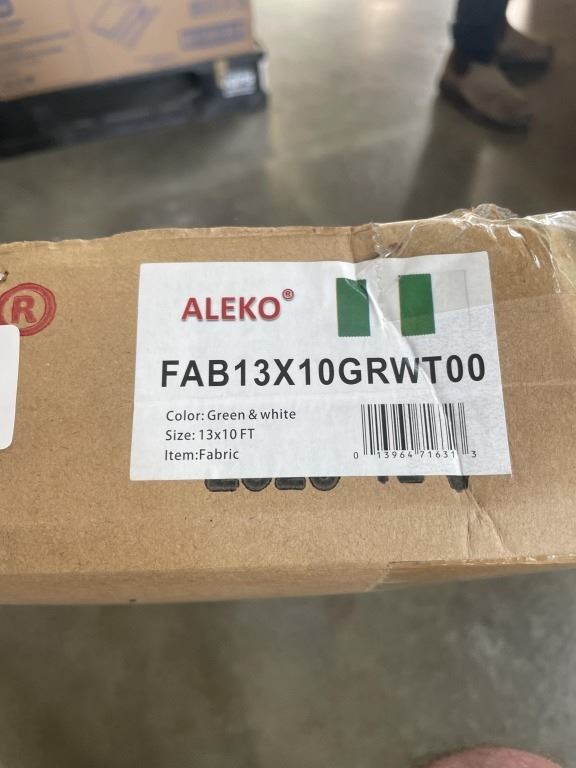 R
ALEKO®
FAB13X10GRWT00
Color: Green & white
Size: 13x10 FT
Item:Fabric
0 13964 71631 3